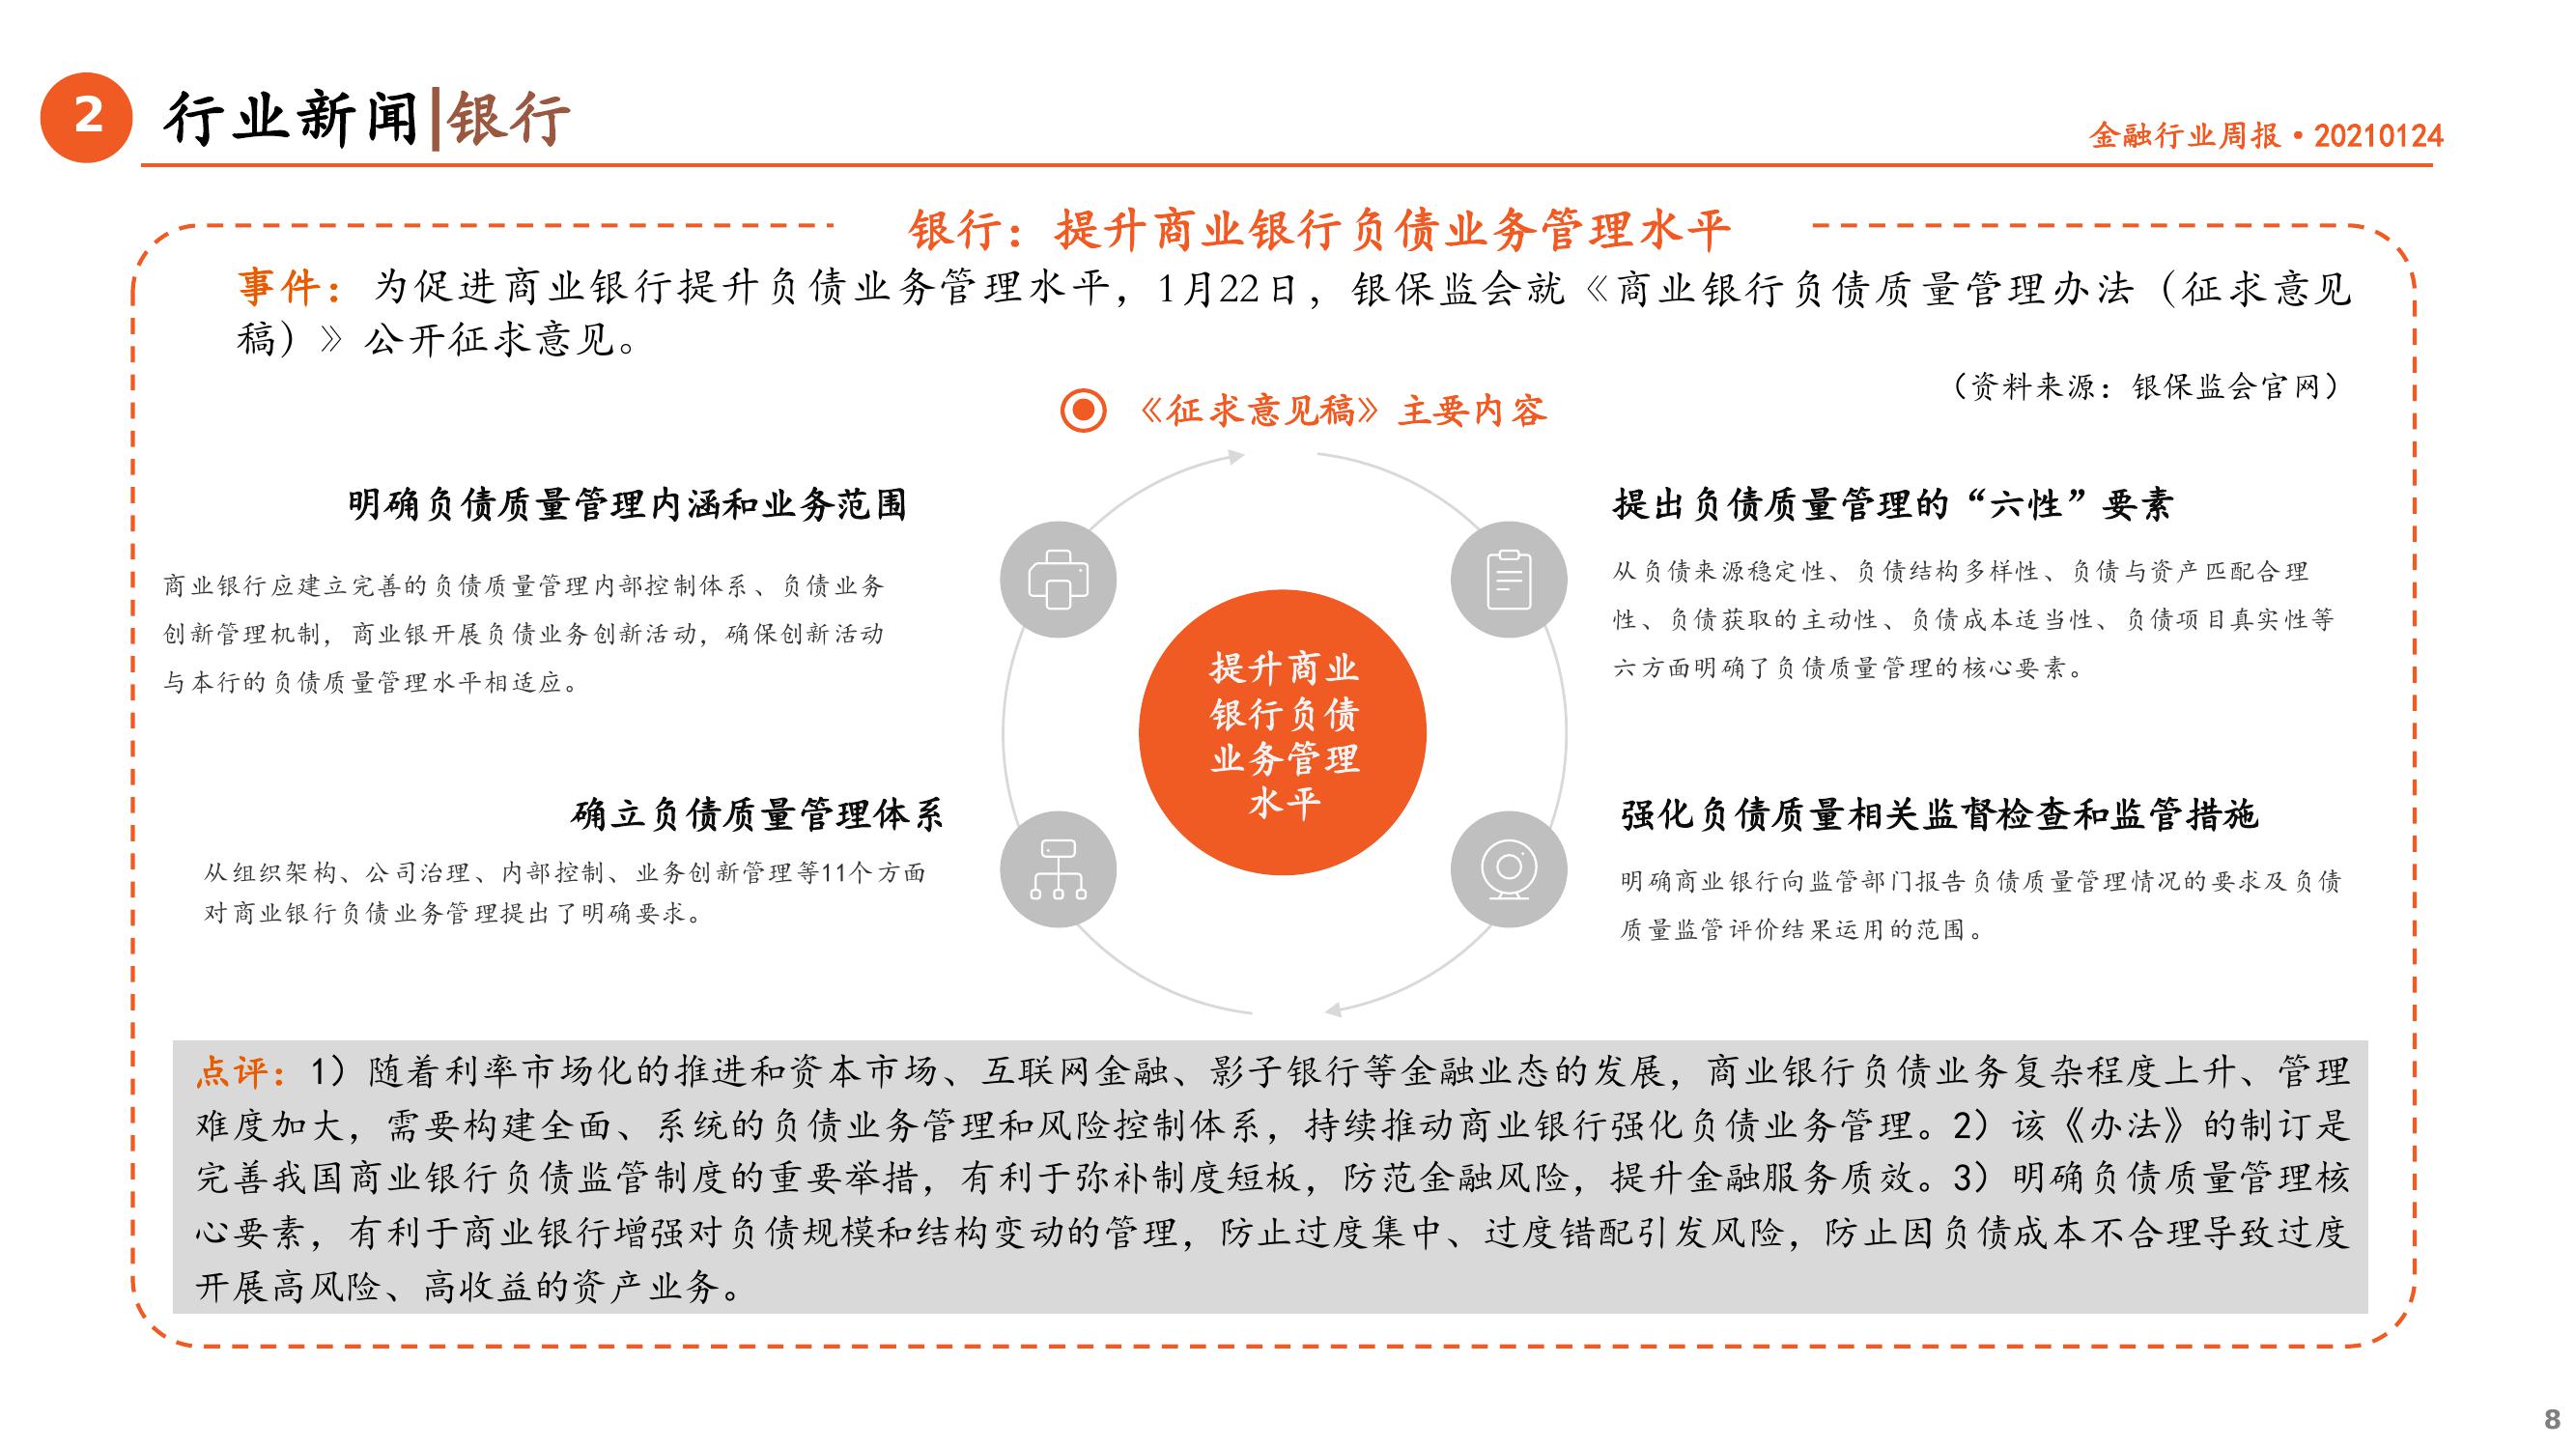 2
行业新闻|银行
金融行业周报•20210124
银行：提升商业银行负债业务管理水平
事件：为促进商业银行提升负债业务管理水平，1月22日，银保监会就《商业银行负债质量管理办法（征求意见
稿）》公开征求意见。
（资料来源：银保监会官网）
《征求意见稿》主要内容
明确负债质量管理内涵和业务范围
商业银行应建立完善的负债质量管理内部控制体系、负债业务
创新管理机制，商业银开展负债业务创新活动，确保创新活动
与本行的负债质量管理水平相适应。
提出负债质量管理的“六性”要素
从负债来源稳定性、负债结构多样性、负债与资产匹配合理
性、负债获取的主动性、负债成本适当性、负债项目真实性等
六方面明确了负债质量管理的核心要素。
提升商业
银行负债
业务管理
水平
确立负债质量管理体系
从组织架构、公司治理、内部控制、业务创新管理等11个方面
对商业银行负债业务管理提出了明确要求。
强化负债质量相关监督检查和监管措施
明确商业银行向监管部门报告负债质量管理情况的要求及负债
质量监管评价结果运用的范围。
点评：1）随着利率市场化的推进和资本市场、互联网金融、影子银行等金融业态的发展，商业银行负债业务复杂程度上升、管理
难度加大，需要构建全面、系统的负债业务管理和风险控制体系，持续推动商业银行强化负债业务管理。2）该《办法》的制订是
完善我国商业银行负债监管制度的重要举措，有利于弥补制度短板，防范金融风险，提升金融服务质效。3）明确负债质量管理核
心要素，有利于商业银行增强对负债规模和结构变动的管理，防止过度集中、过度错配引发风险，防止因负债成本不合理导致过度
开展高风险、高收益的资产业务。
8